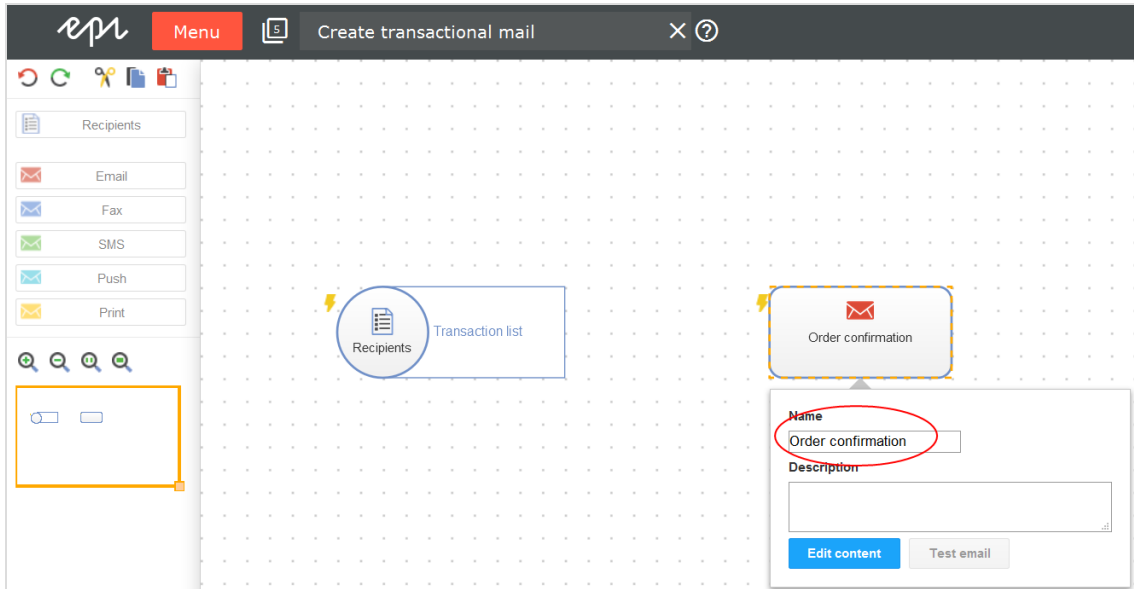 epi
Menu
5
Create transactional mail
?
Recipients
Email
Fax
SMS
Push
Print
Recipients
Transaction list
Order confirmation
Name
Order confirmation
Description
Edit content
Test email